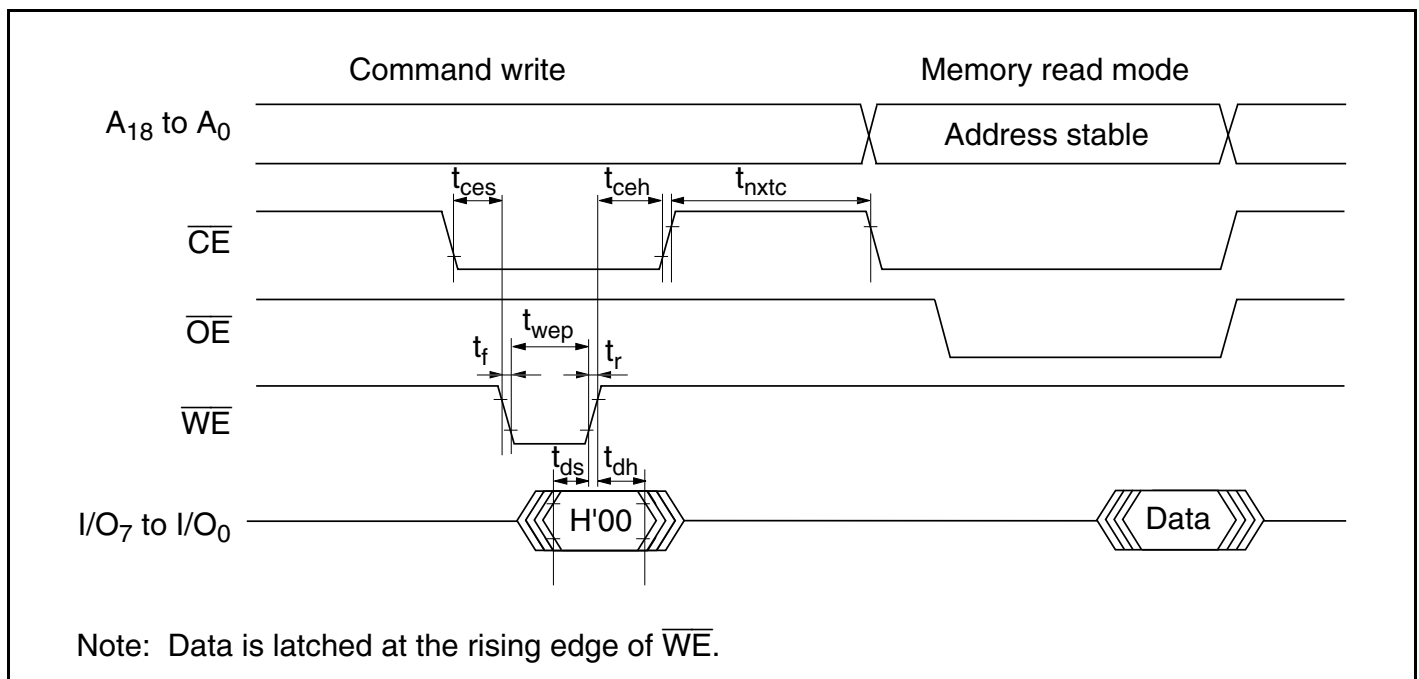 Command write Memory read mode
A18 to A0 Address stable
tces tceh tnxtc
CE
OE
twep
tf tr
WE
tds tdh
I/O7 to I/O0 H'00 Data
Note: Data is latched at the rising edge of WE.